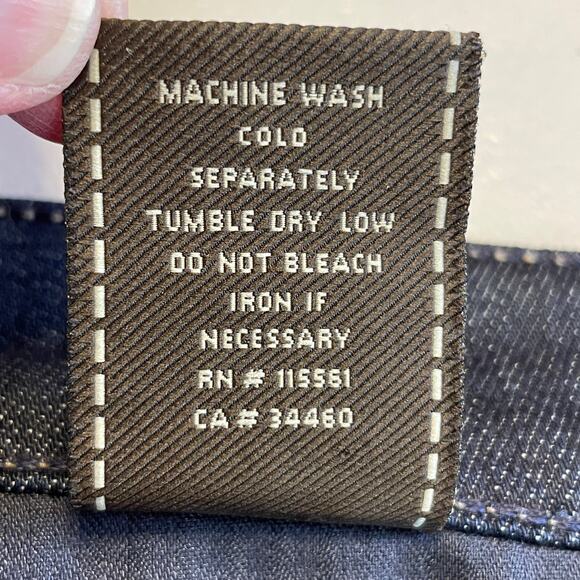 MACHINE WASH
COLD
SEPARATELY
TUMBLE DRY LOW
DO NOT BLEACH
IRON IF
NECESSARY
RN # 115561
CA # 34460